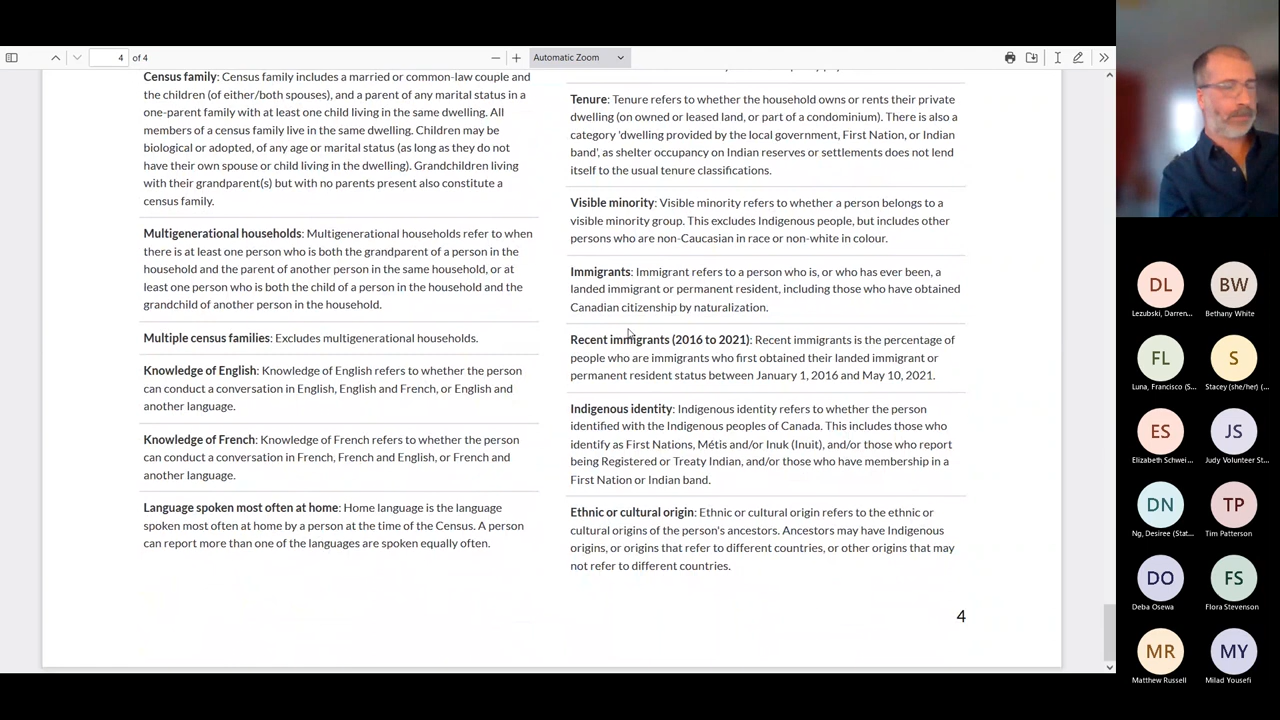 4 of 4
Automatic Zoom
Census family: Census family includes a married or common-law couple and
the children (of either/both spouses), and a parent of any marital status in a
one-parent family with at least one child living in the same dwelling. All
members of a census family live in the same dwelling. Children may be
biological or adopted, of any age or marital status (as long as they do not
have their own spouse or child living in the dwelling). Grandchildren living
with their grandparent(s) but with no parents present also constitute a
census family.
Multigenerational households: Multigenerational households refer to when
there is at least one person who is both the grandparent of a person in the
household and the parent of another person in the same household, or at
least one person who is both the child of a person in the household and the
grandchild of another person in the household.
Multiple census families: Excludes multigenerational households.
Knowledge of English: Knowledge of English refers to whether the person
can conduct a conversation in English, English and French, or English and
another language.
Knowledge of French: Knowledge of French refers to whether the person
can conduct a conversation in French, French and English, or French and
another language.
Language spoken most often at home: Home language is the language
spoken most often at home by a person at the time of the Census. A person
can report more than one of the languages are spoken equally often.
Tenure: Tenure refers to whether the household owns or rents their private
dwelling (on owned or leased land, or part of a condominium). There is also a
category 'dwelling provided by the local government, First Nation, or Indian
band', as shelter occupancy on Indian reserves or settlements does not lend
itself to the usual tenure classifications.
Visible minority: Visible minority refers to whether a person belongs to a
visible minority group. This excludes Indigenous people, but includes other
persons who are non-Caucasian in race or non-white in colour.
Immigrants: Immigrant refers to a person who is, or who has ever been, a
landed immigrant or permanent resident, including those who have obtained
Canadian citizenship by naturalization.
Recent immigrants (2016 to 2021): Recent immigrants is the percentage of
people who are immigrants who first obtained their landed immigrant or
permanent resident status between January 1, 2016 and May 10, 2021.
Indigenous identity: Indigenous identity refers to whether the person
identified with the Indigenous peoples of Canada. This includes those who
identify as First Nations, Métis and/or Inuk (Inuit), and/or those who report
being Registered or Treaty Indian, and/or those who have membership in a
First Nation or Indian band.
Ethnic or cultural origin: Ethnic or cultural origin refers to the ethnic or
cultural origins of the person's ancestors. Ancestors may have Indigenous
origins, or origins that refer to different countries, or other origins that may
not refer to different countries.
4
DL BW
Lezubski, Darren... Bethany White
FL S
Luna, Francisco (S... Stacey (she/her) (...
ES JS
Elizabeth Schwei... Judy Volunteer St...
DN TP
Ng, Desiree (Stat... Tim Patterson
DO FS
Deba Osewa Flora Stevenson
MR MY
Matthew Russell Milad Yousefi